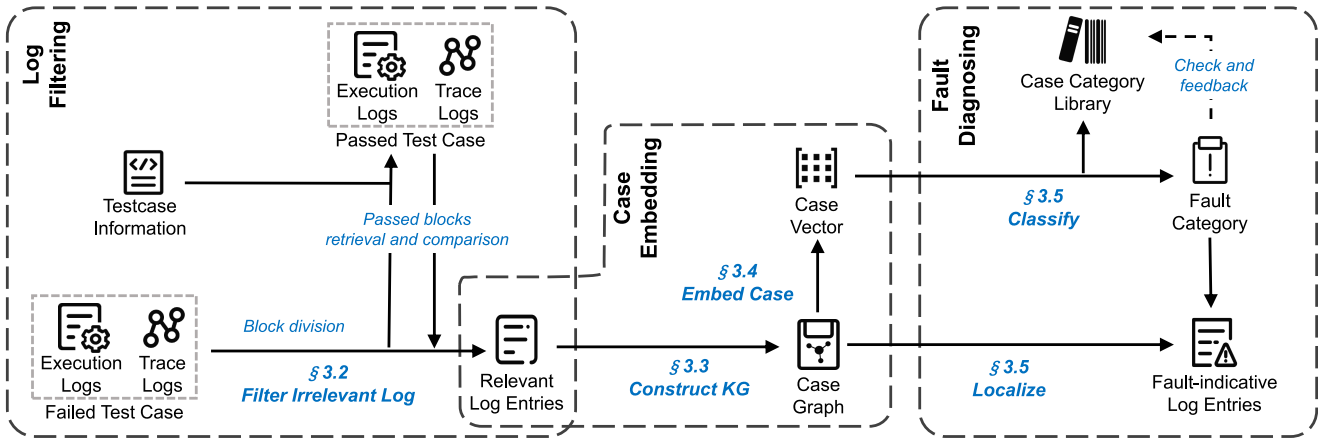 Log
Filtering
Execution
Logs
Trace
Logs
Passed Test Case
</>
Testcase
Information
Passed blocks
retrieval and comparison
Execution
Logs
Trace
Logs
Failed Test Case
Block division
§ 3.2
Filter Irrelevant Log
Relevant
Log Entries
Case
Embedding
Case
Vector
§ 3.4
Embed Case
§ 3.3
Construct KG
Case
Graph
Fault
Diagnosing
Case Category
Library
Check and
feedback
§ 3.5
Classify
Fault
Category
§ 3.5
Localize
Fault-indicative
Log Entries